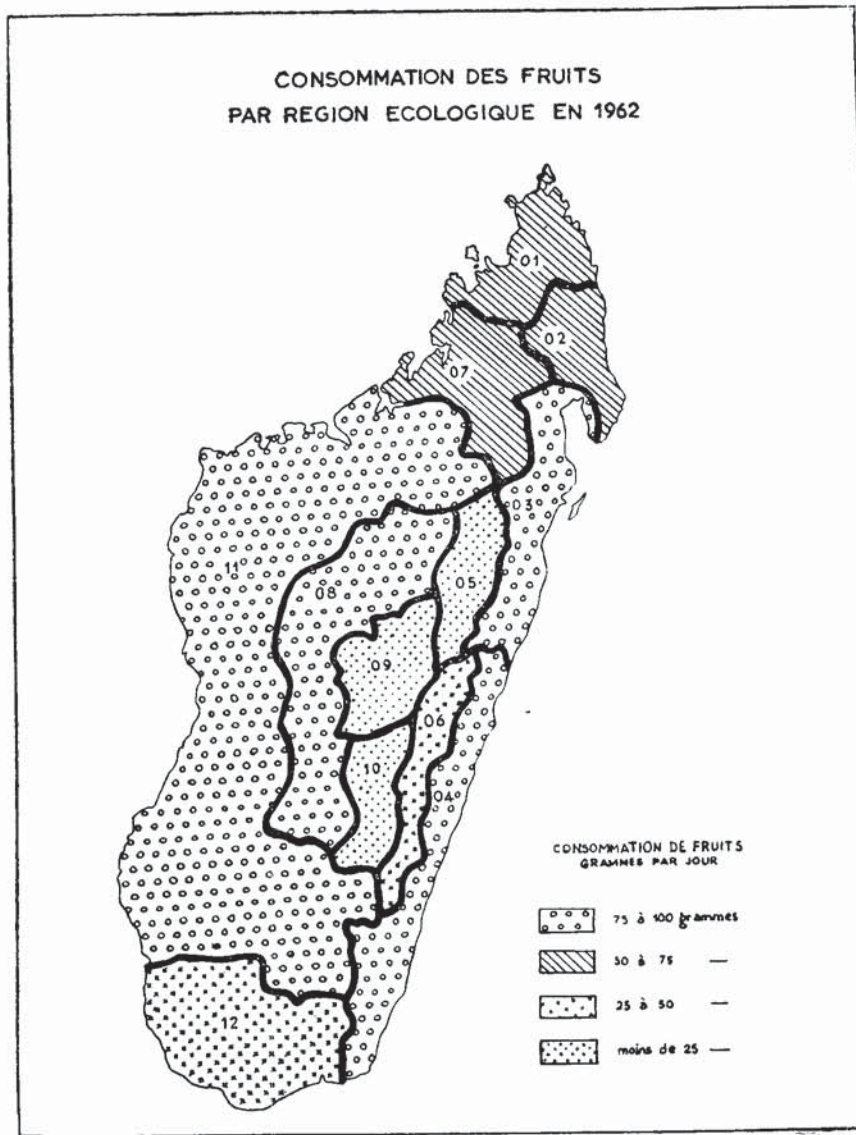 CONSOMMATION DES FRUITS
PAR REGION ECOLOGIQUE EN 1962
01
02
07
03
11
08
05
09
06
10
04
12
CONSOMMATION DE FRUITS
GRAMMES PAR JOUR
75 à 100 grammes
50 à 75 —
25 à 50 —
moins de 25 —